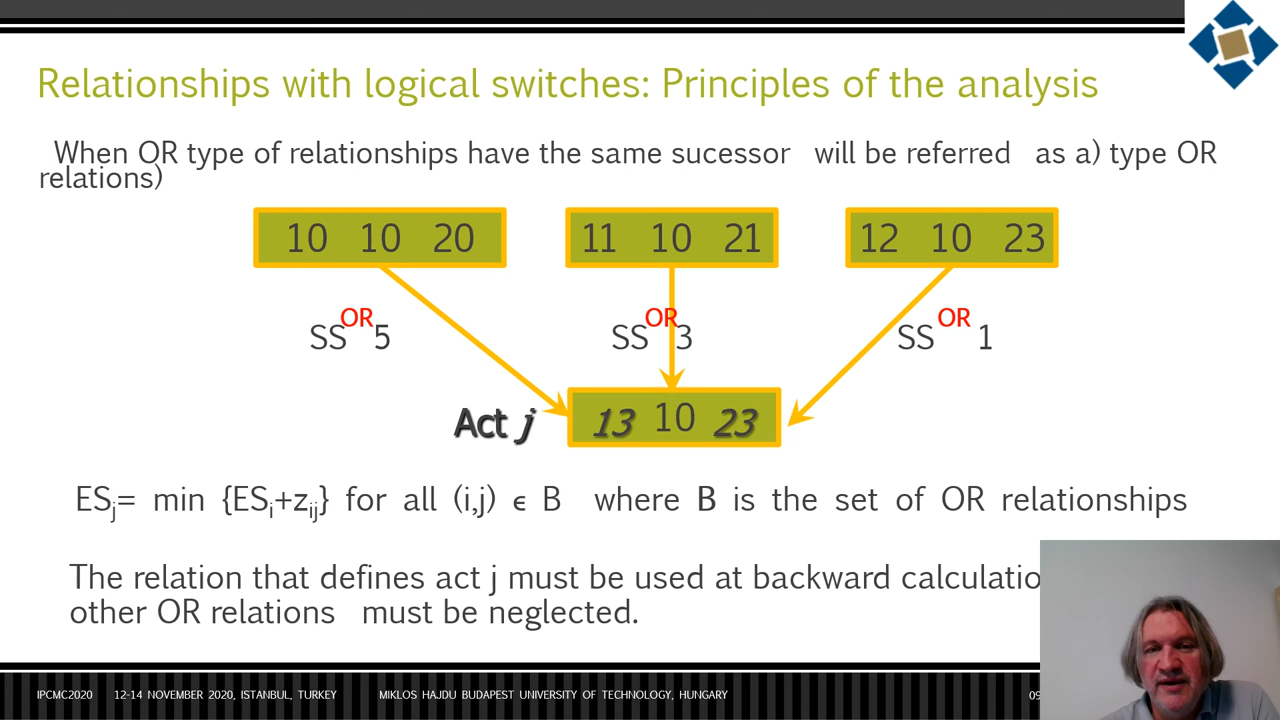 Relationships with logical switches: Principles of the analysis
When OR type of relationships have the same sucessor will be referred as a) type OR
relations)
10 10 20
11 10 21
12 10 23
OR
SS 5
OR
SS 3
OR
SS 1
Act j
13 10 23
ESj= min {ESi+zij} for all (i,j) ϵ B where B is the set of OR relationships
The relation that defines act j must be used at backward calculatio
other OR relations must be neglected.
IPCMC2020 12-14 NOVEMBER 2020, ISTANBUL, TURKEY MIKLOS HAJDU BUDAPEST UNIVERSITY OF TECHNOLOGY, HUNGARY 09